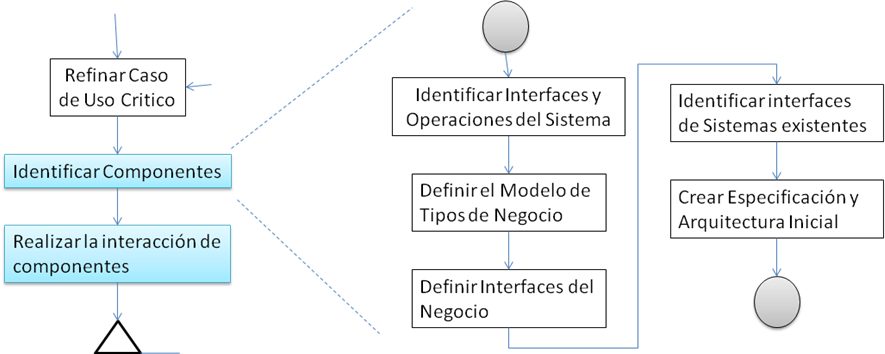 Refinar Caso
de Uso Critico
Identificar Componentes
Realizar la interacción de
componentes
Identificar Interfaces y
Operaciones del Sistema
Definir el Modelo de
Tipos de Negocio
Definir Interfaces del
Negocio
Identificar interfaces
de Sistemas existentes
Crear Especificación y
Arquitectura Inicial